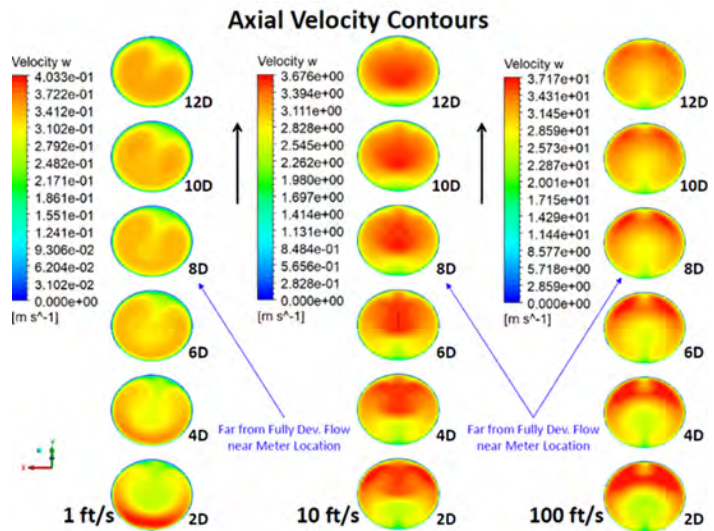 Axial Velocity Contours
Velocity w
4.033e-01
3.722e-01
3.412e-01
3.102e-01
2.792e-01
2.482e-01
2.171e-01
1.861e-01
1.551e-01
1.241e-01
9.306e-02
6.204e-02
3.102e-02
0.000e+00
[m s^-1]
12D
10D
8D
6D
4D
2D
1 ft/s
Velocity w
3.676e+00
3.394e+00
3.111e+00
2.828e+00
2.545e+00
2.262e+00
1.980e+00
1.697e+00
1.414e+00
1.131e+00
8.484e-01
5.656e-01
2.828e-01
0.000e+00
[m s^-1]
12D
10D
8D
6D
4D
2D
10 ft/s
Velocity w
3.717e+01
3.431e+01
3.145e+01
2.859e+01
2.573e+01
2.287e+01
2.001e+01
1.715e+01
1.429e+01
1.144e+01
8.577e+00
5.718e+00
2.859e+00
0.000e+00
[m s^-1]
12D
10D
8D
6D
4D
2D
100 ft/s
Far from Fully Dev. Flow
near Meter Location
Far from Fully Dev. Flow
near Meter Location